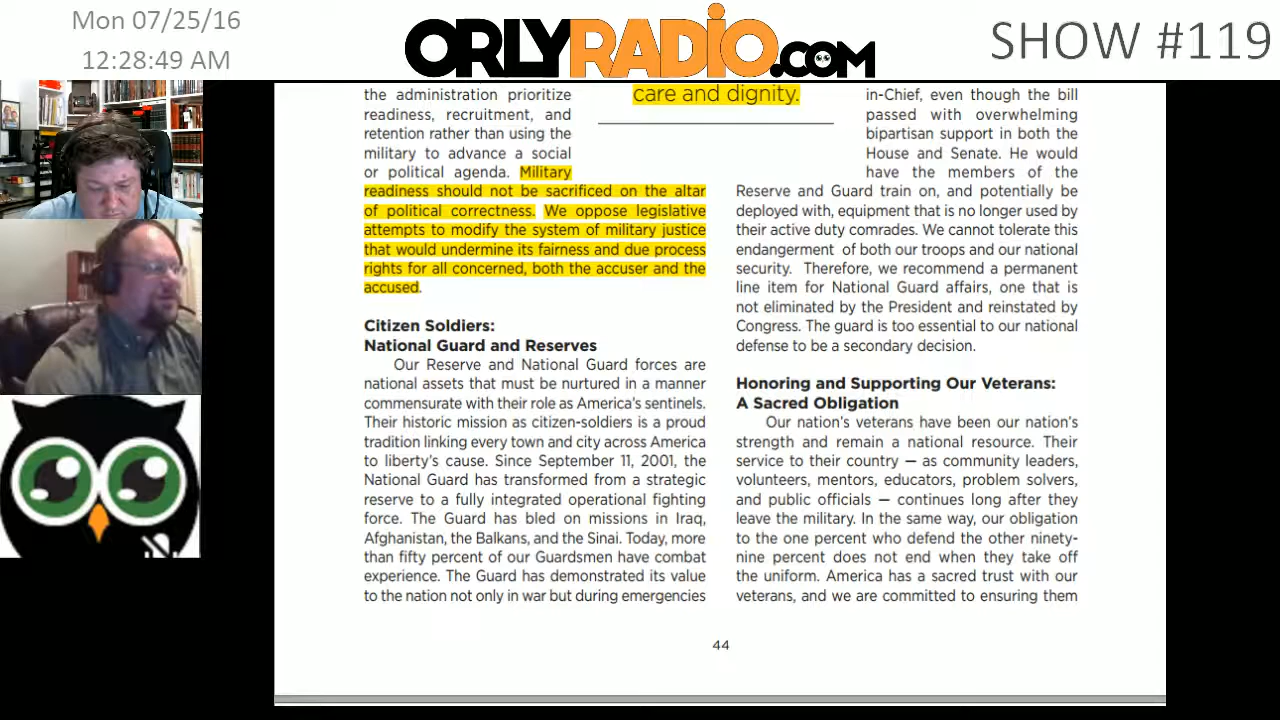 Mon 07/25/16
12:28:49 AM
ORLYRADIO.COM
SHOW #119
care and dignity.
the administration prioritize
readiness, recruitment, and
retention rather than using the
military to advance a social
or political agenda. Military
readiness should not be sacrificed on the altar
of political correctness. We oppose legislative
attempts to modify the system of military justice
that would undermine its fairness and due process
rights for all concerned, both the accuser and the
accused.
Citizen Soldiers:
National Guard and Reserves
Our Reserve and National Guard forces are
national assets that must be nurtured in a manner
commensurate with their role as America's sentinels.
Their historic mission as citizen-soldiers is a proud
tradition linking every town and city across America
to liberty's cause. Since September 11, 2001, the
National Guard has transformed from a strategic
reserve to a fully integrated operational fighting
force. The Guard has bled on missions in Iraq,
Afghanistan, the Balkans, and the Sinai. Today, more
than fifty percent of our Guardsmen have combat
experience. The Guard has demonstrated its value
to the nation not only in war but during emergencies
in-Chief, even though the bill
passed with overwhelming
bipartisan support in both the
House and Senate. He would
have the members of the
Reserve and Guard train on, and potentially be
deployed with, equipment that is no longer used by
their active duty comrades. We cannot tolerate this
endangerment of both our troops and our national
security. Therefore, we recommend a permanent
line item for National Guard affairs, one that is
not eliminated by the President and reinstated by
Congress. The guard is too essential to our national
defense to be a secondary decision.
Honoring and Supporting Our Veterans:
A Sacred Obligation
Our nation's veterans have been our nation's
strength and remain a national resource. Their
service to their country — as community leaders,
volunteers, mentors, educators, problem solvers,
and public officials — continues long after they
leave the military. In the same way, our obligation
to the one percent who defend the other ninety-
nine percent does not end when they take off
the uniform. America has a sacred trust with our
veterans, and we are committed to ensuring them
44